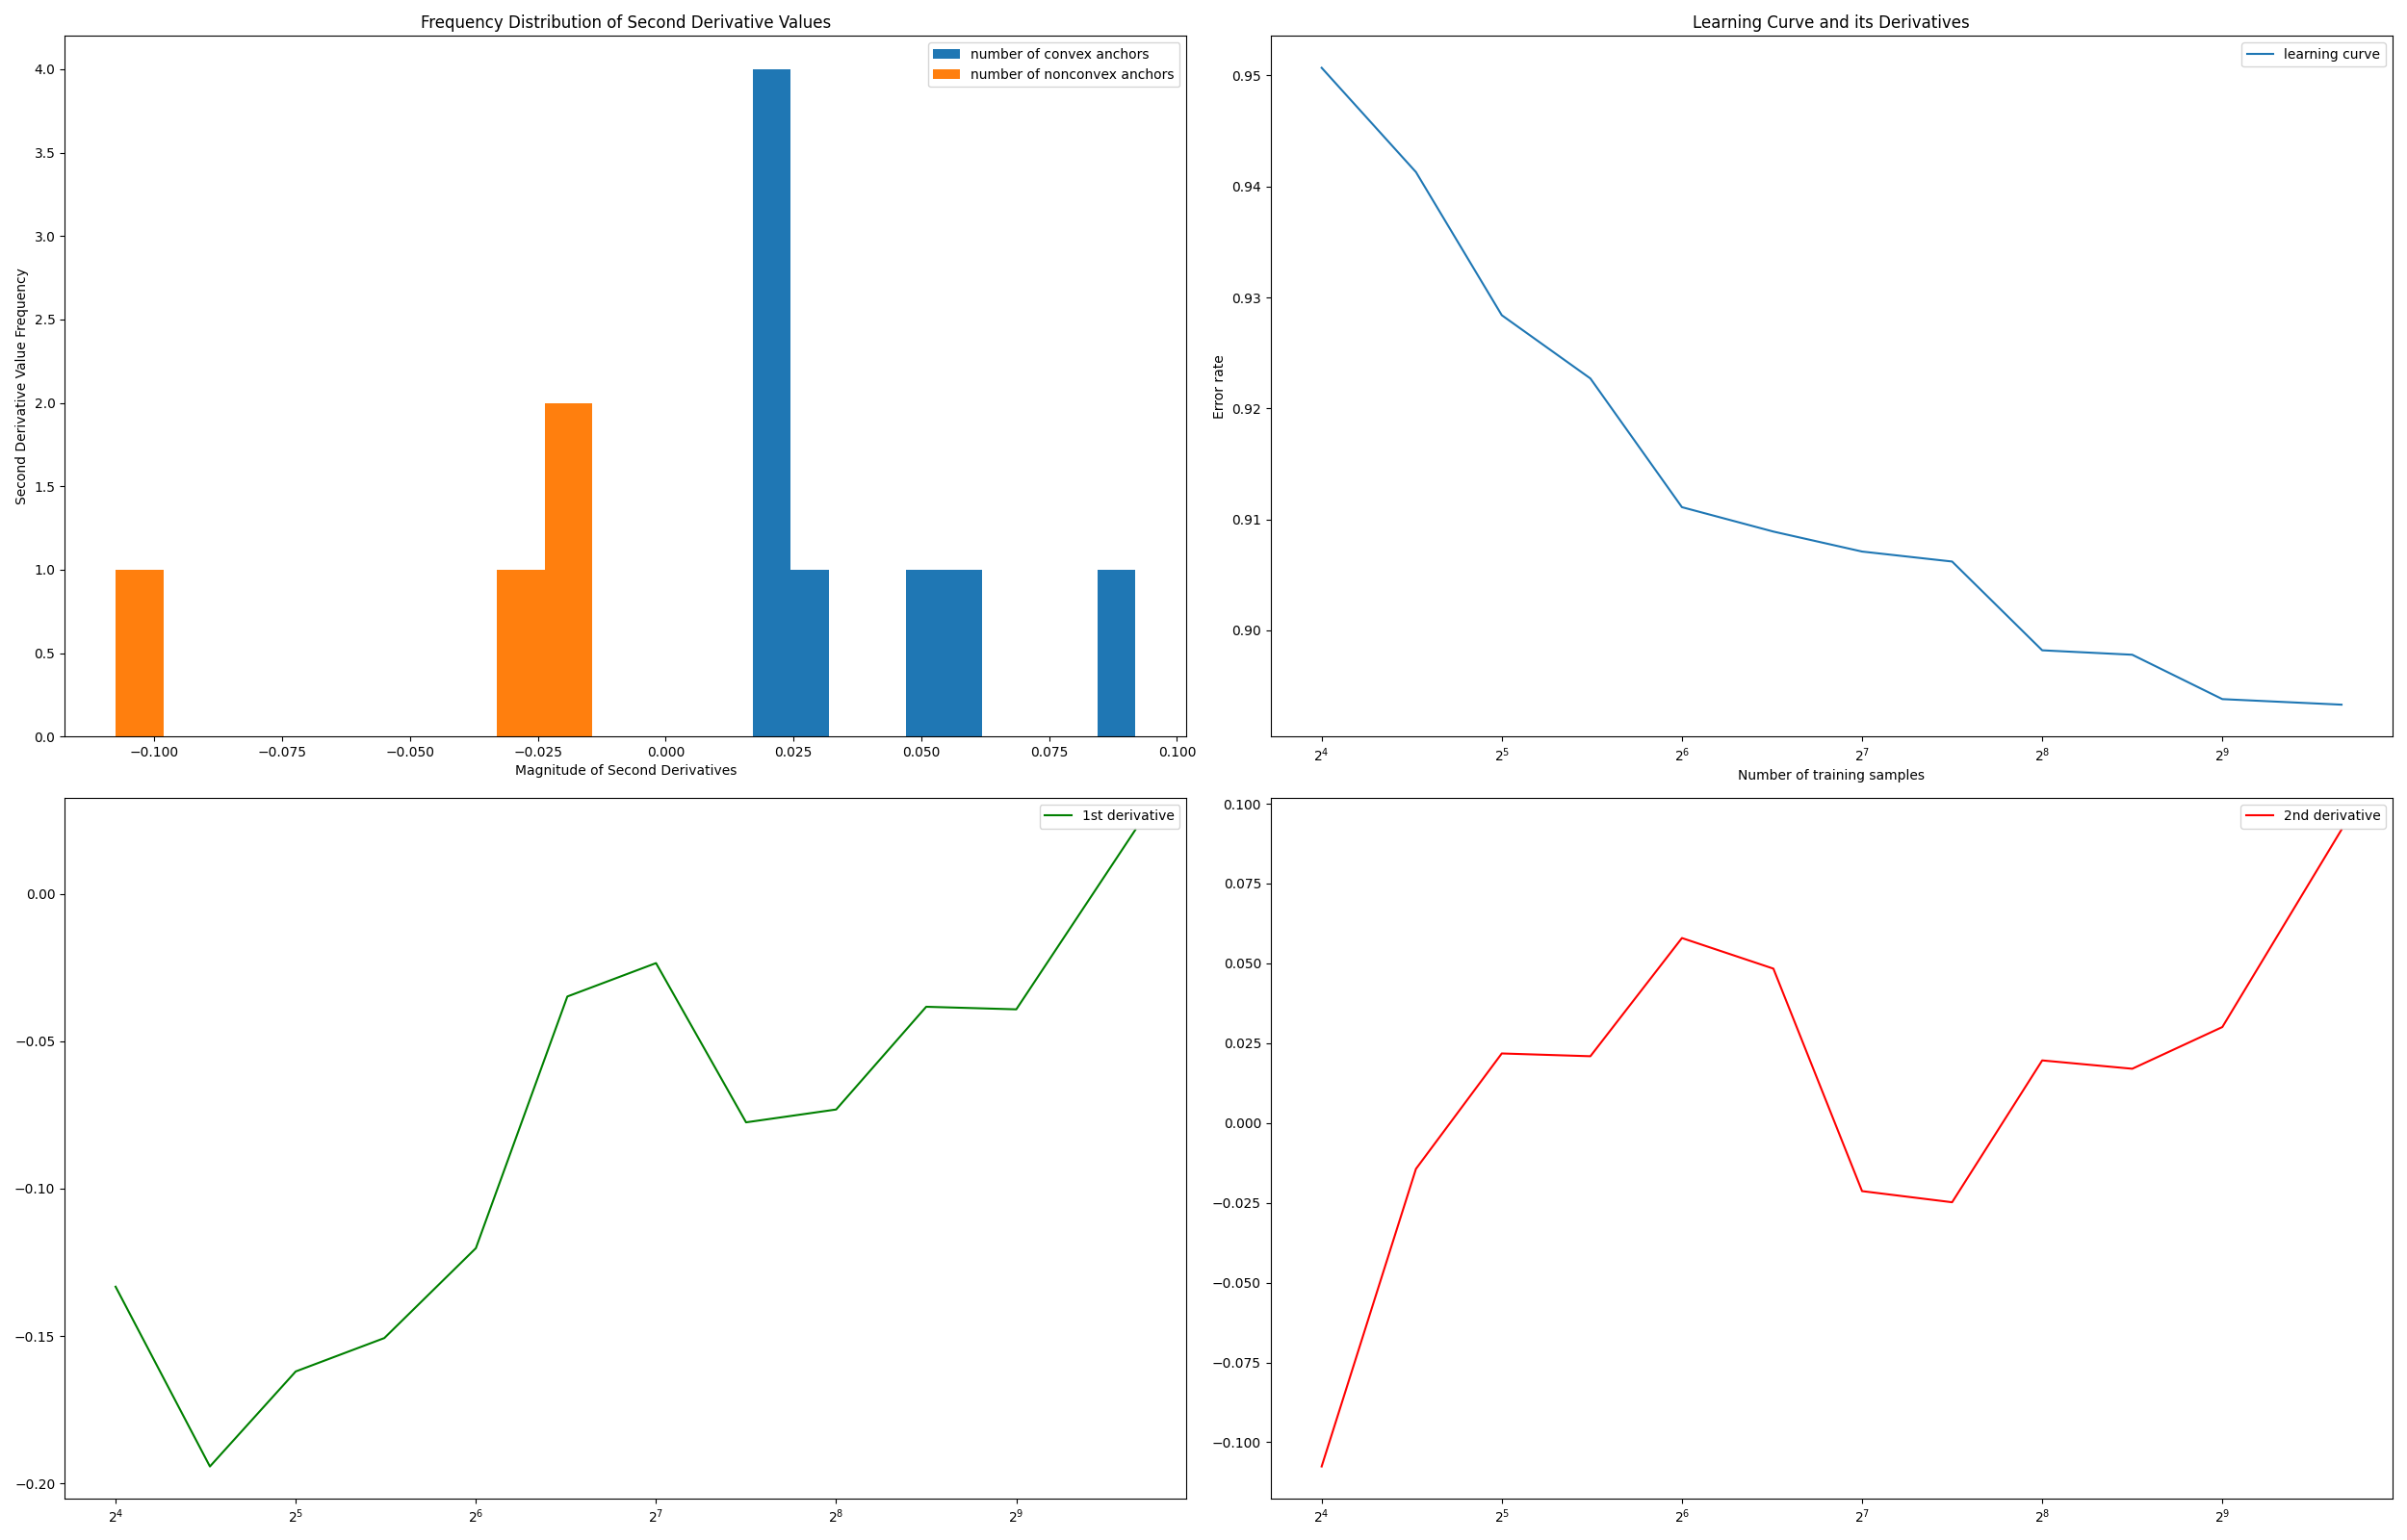 Frequency Distribution of Second Derivative Values
number of convex anchors
number of nonconvex anchors
4.0
3.5
3.0
2.5
2.0
1.5
1.0
0.5
0.0
Second Derivative Value Frequency
−0.100 −0.075 −0.050 −0.025 0.000 0.025 0.050 0.075 0.100
Magnitude of Second Derivatives
Learning Curve and its Derivatives
learning curve
0.95
0.94
0.93
0.92
0.91
0.90
Error rate
2⁴ 2⁵ 2⁶ 2⁷ 2⁸ 2⁹
Number of training samples
1st derivative
0.00
−0.05
−0.10
−0.15
−0.20
2⁴ 2⁵ 2⁶ 2⁷ 2⁸ 2⁹
2nd derivative
0.100
0.075
0.050
0.025
0.000
−0.025
−0.050
−0.075
−0.100
2⁴ 2⁵ 2⁶ 2⁷ 2⁸ 2⁹